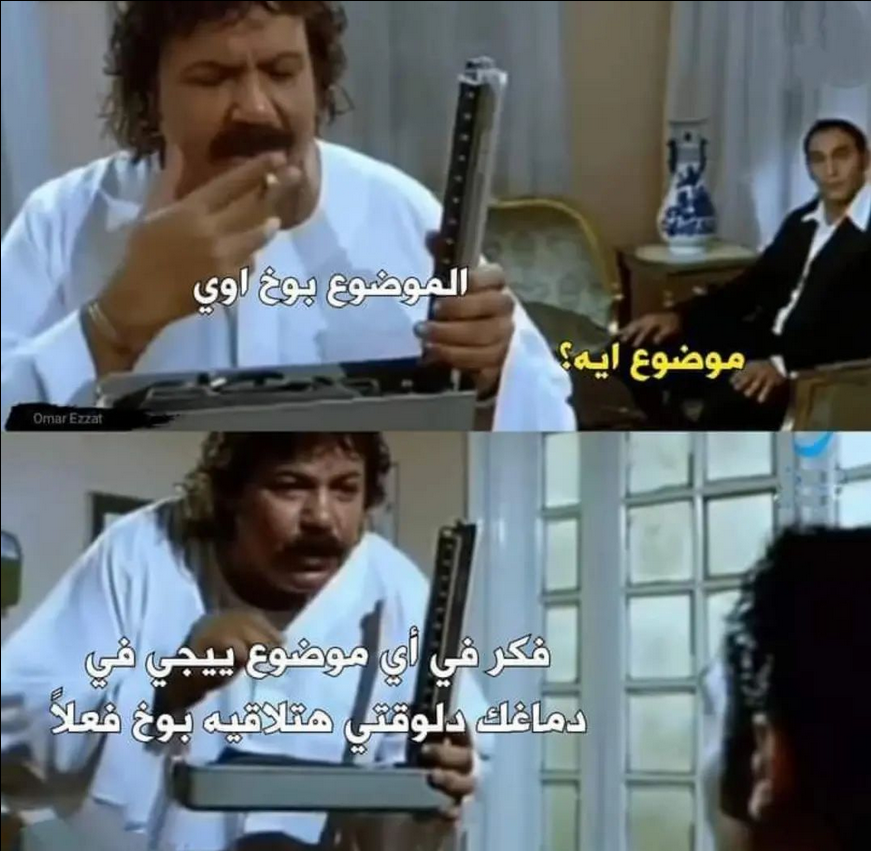 الموضوع بوخ اوي
موضوع ايه؟
Omar Ezzat
فكر في أي موضوع ييجي في
دماغك دلوقتي هتلاقيه بوخ فعلاً